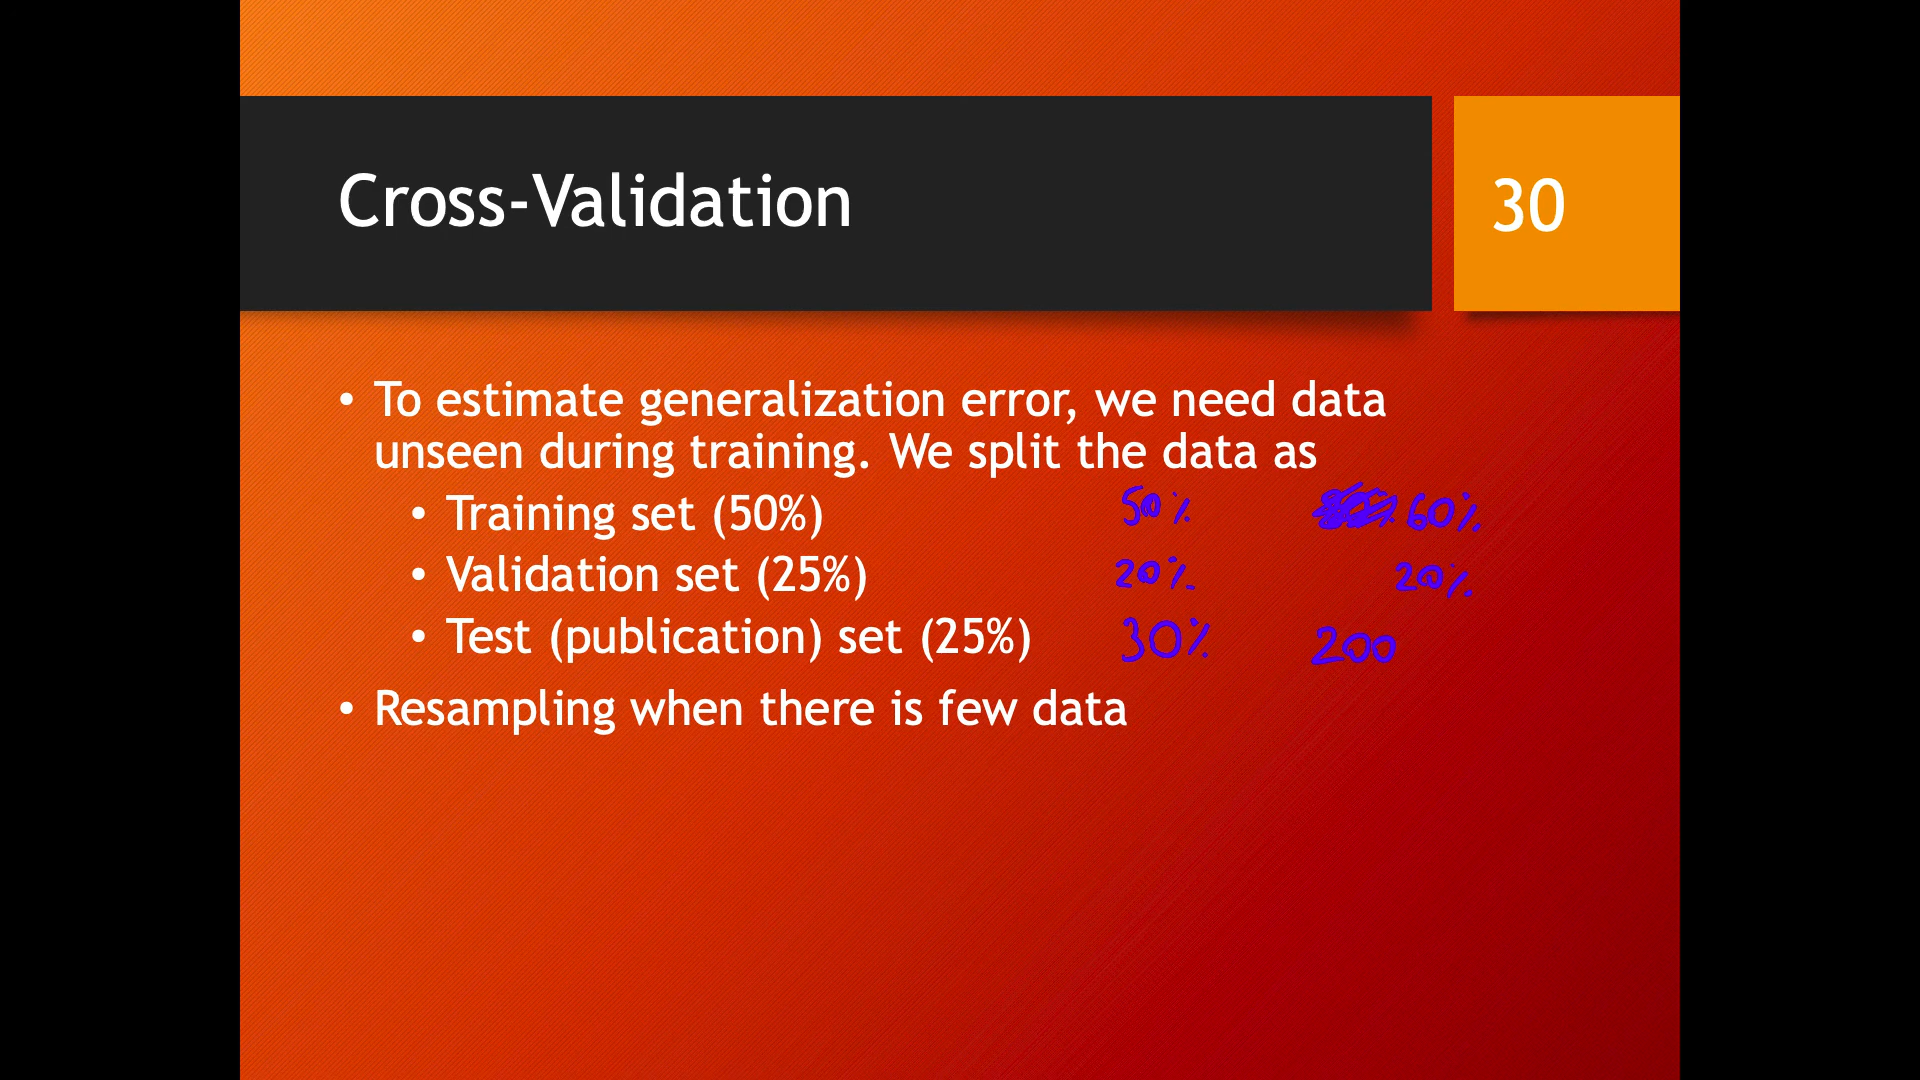 Cross-Validation
30
• To estimate generalization error, we need data
unseen during training. We split the data as
• Training set (50%) 50% 60%
• Validation set (25%) 20% 20%
• Test (publication) set (25%) 30% 200
• Resampling when there is few data